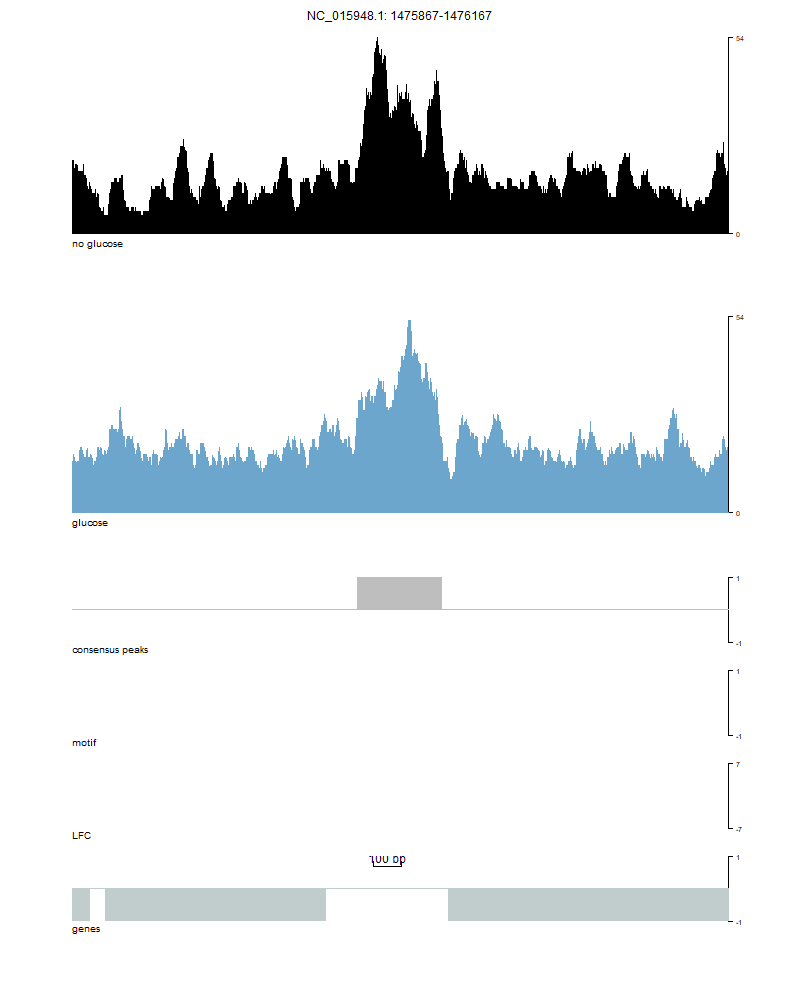 NC_015948.1: 1475867-1476167
54
0
no glucose
54
0
glucose
1
-1
consensus peaks
1
-1
motif
7
-7
LFC
100 bp
1
-1
genes